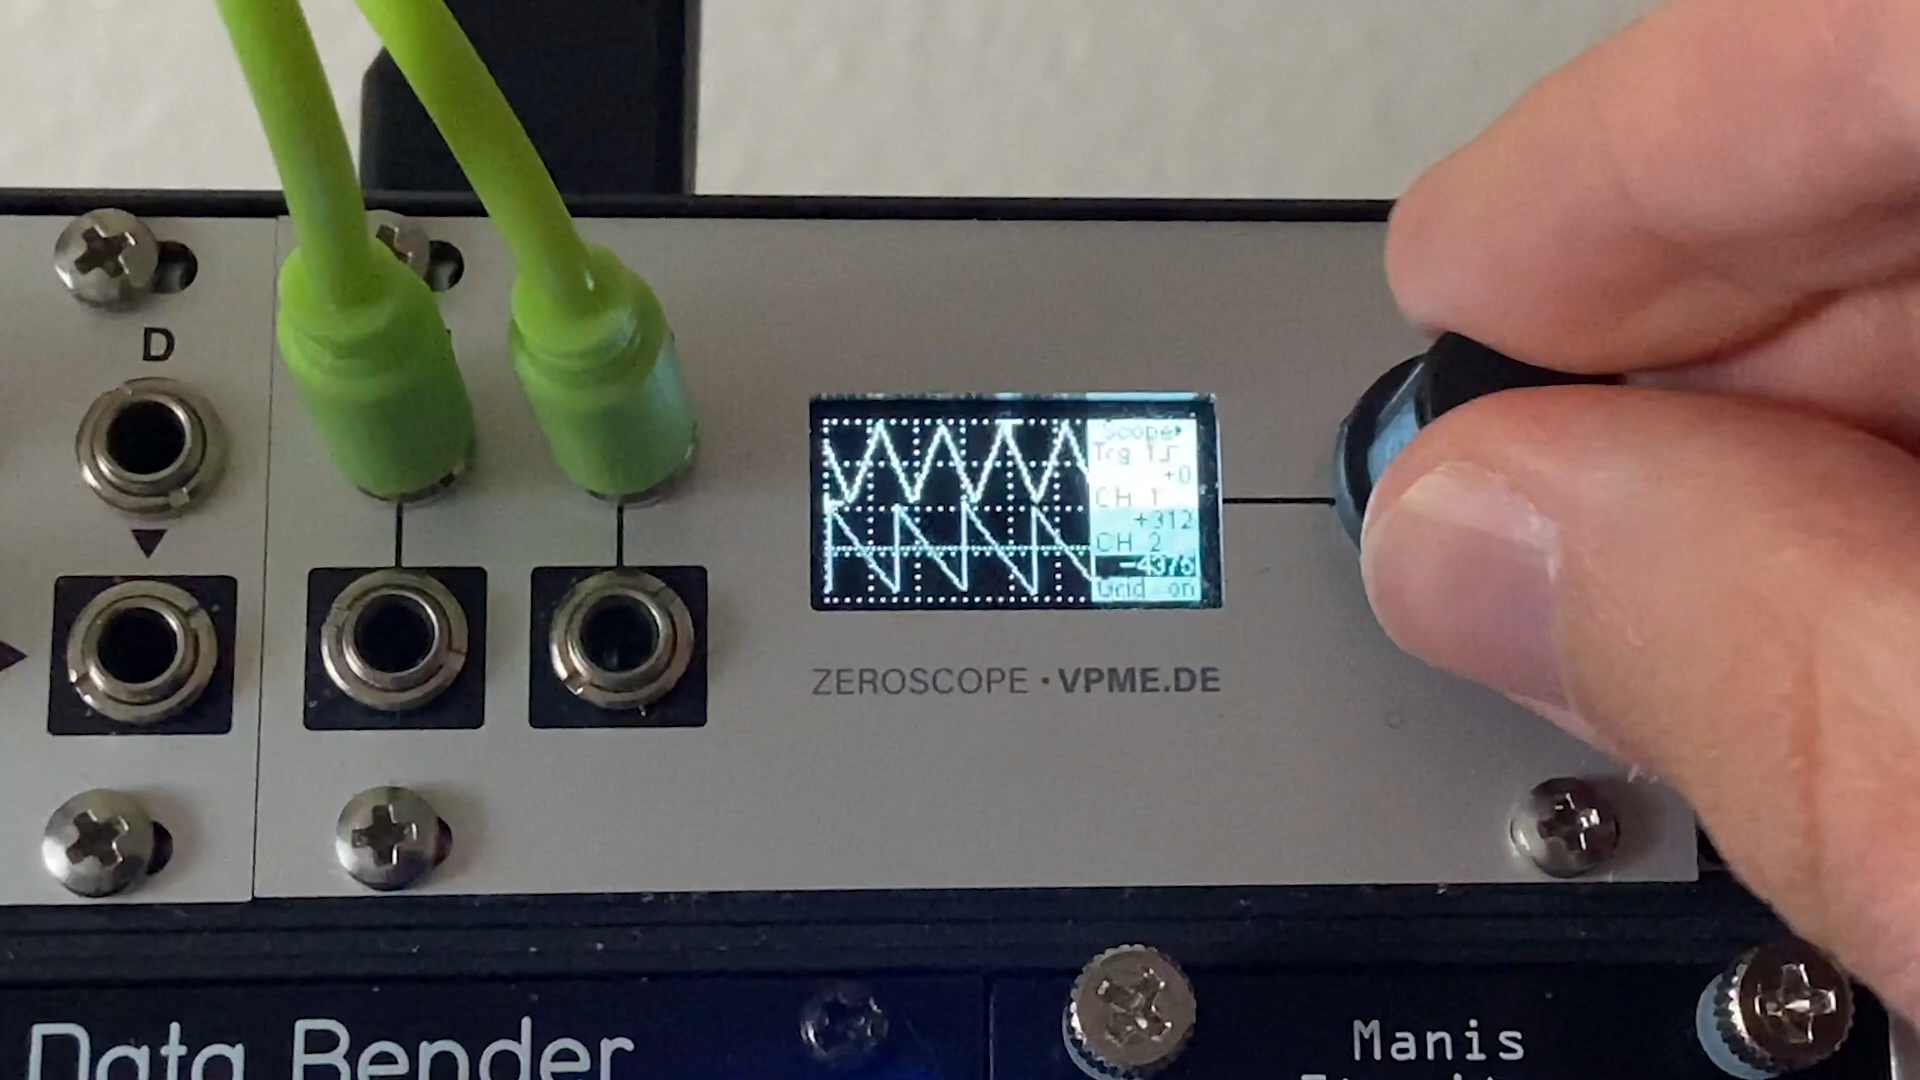 D
Scope
Trg 1
+0
CH 1
+312
CH 2
-4376
Grid on
ZEROSCOPE · VPME.DE
Data Bender
Manis